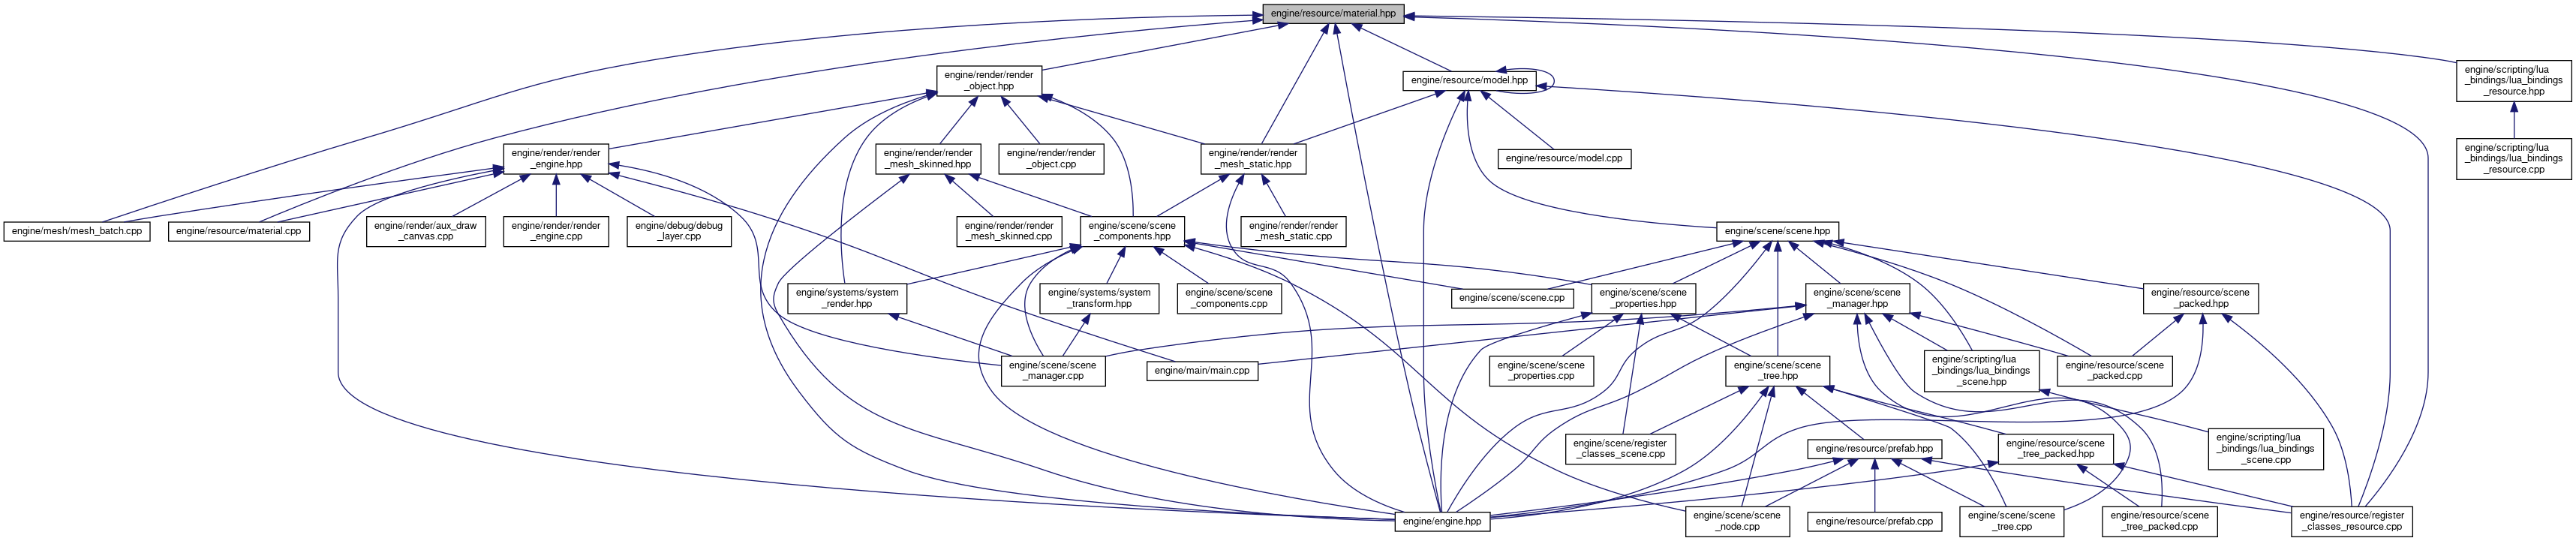 engine/resource/material.hpp
engine/render/render
_object.hpp
engine/resource/model.hpp
engine/scripting/lua
_bindings/lua_bindings
_resource.hpp
engine/render/render
_engine.hpp
engine/render/render
_mesh_skinned.hpp
engine/render/render
_object.cpp
engine/render/render
_mesh_static.hpp
engine/resource/model.cpp
engine/scripting/lua
_bindings/lua_bindings
_resource.cpp
engine/mesh/mesh_batch.cpp
engine/resource/material.cpp
engine/render/aux_draw
_canvas.cpp
engine/render/render
_engine.cpp
engine/debug/debug
_layer.cpp
engine/render/render
_mesh_skinned.cpp
engine/scene/scene
_components.hpp
engine/render/render
_mesh_static.cpp
engine/scene/scene.hpp
engine/systems/system
_render.hpp
engine/systems/system
_transform.hpp
engine/scene/scene
_components.cpp
engine/scene/scene.cpp
engine/scene/scene
_properties.hpp
engine/scene/scene
_manager.hpp
engine/resource/scene
_packed.hpp
engine/scene/scene
_manager.cpp
engine/main/main.cpp
engine/scene/scene
_properties.cpp
engine/scene/scene
_tree.hpp
engine/scripting/lua
_bindings/lua_bindings
_scene.hpp
engine/resource/scene
_packed.cpp
engine/scene/register
_classes_scene.cpp
engine/resource/prefab.hpp
engine/resource/scene
_tree_packed.hpp
engine/scripting/lua
_bindings/lua_bindings
_scene.cpp
engine/engine.hpp
engine/scene/scene
_node.cpp
engine/resource/prefab.cpp
engine/scene/scene
_tree.cpp
engine/resource/scene
_tree_packed.cpp
engine/resource/register
_classes_resource.cpp